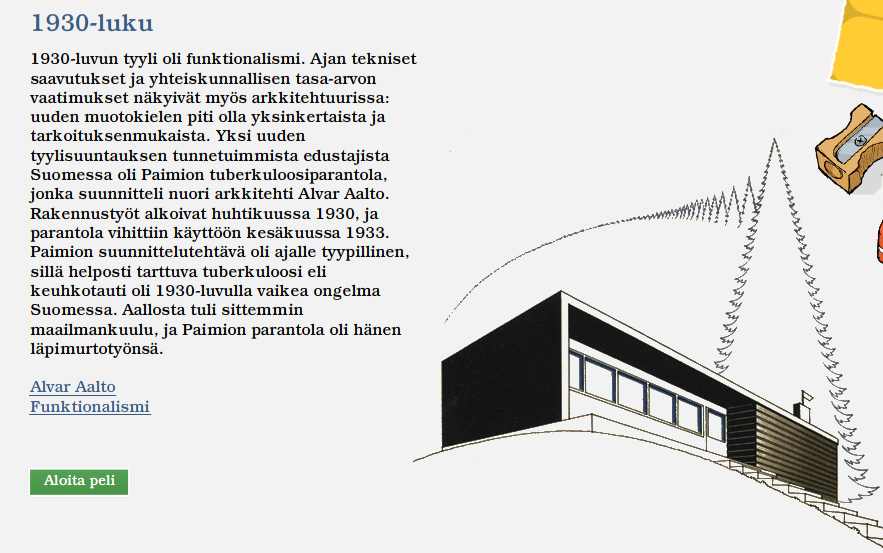 1930-luku
1930-luvun tyyli oli funktionalismi. Ajan tekniset
saavutukset ja yhteiskunnallisen tasa-arvon
vaatimukset näkyivät myös arkkitehtuurissa:
uuden muotokielen piti olla yksinkertaista ja
tarkoituksenmukaista. Yksi uuden
tyylisuuntauksen tunnetuimmista edustajista
Suomessa oli Paimion tuberkuloosiparantola,
jonka suunnitteli nuori arkkitehti Alvar Aalto.
Rakennustyöt alkoivat huhtikuussa 1930, ja
parantola vihittiin käyttöön kesäkuussa 1933.
Paimion suunnittelutehtävä oli ajalle tyypillinen,
sillä helposti tarttuva tuberkuloosi eli
keuhkotauti oli 1930-luvulla vaikea ongelma
Suomessa. Aallosta tuli sittemmin
maailmankuulu, ja Paimion parantola oli hänen
läpimurtotyönsä.
Alvar Aalto
Funktionalismi
Aloita peli